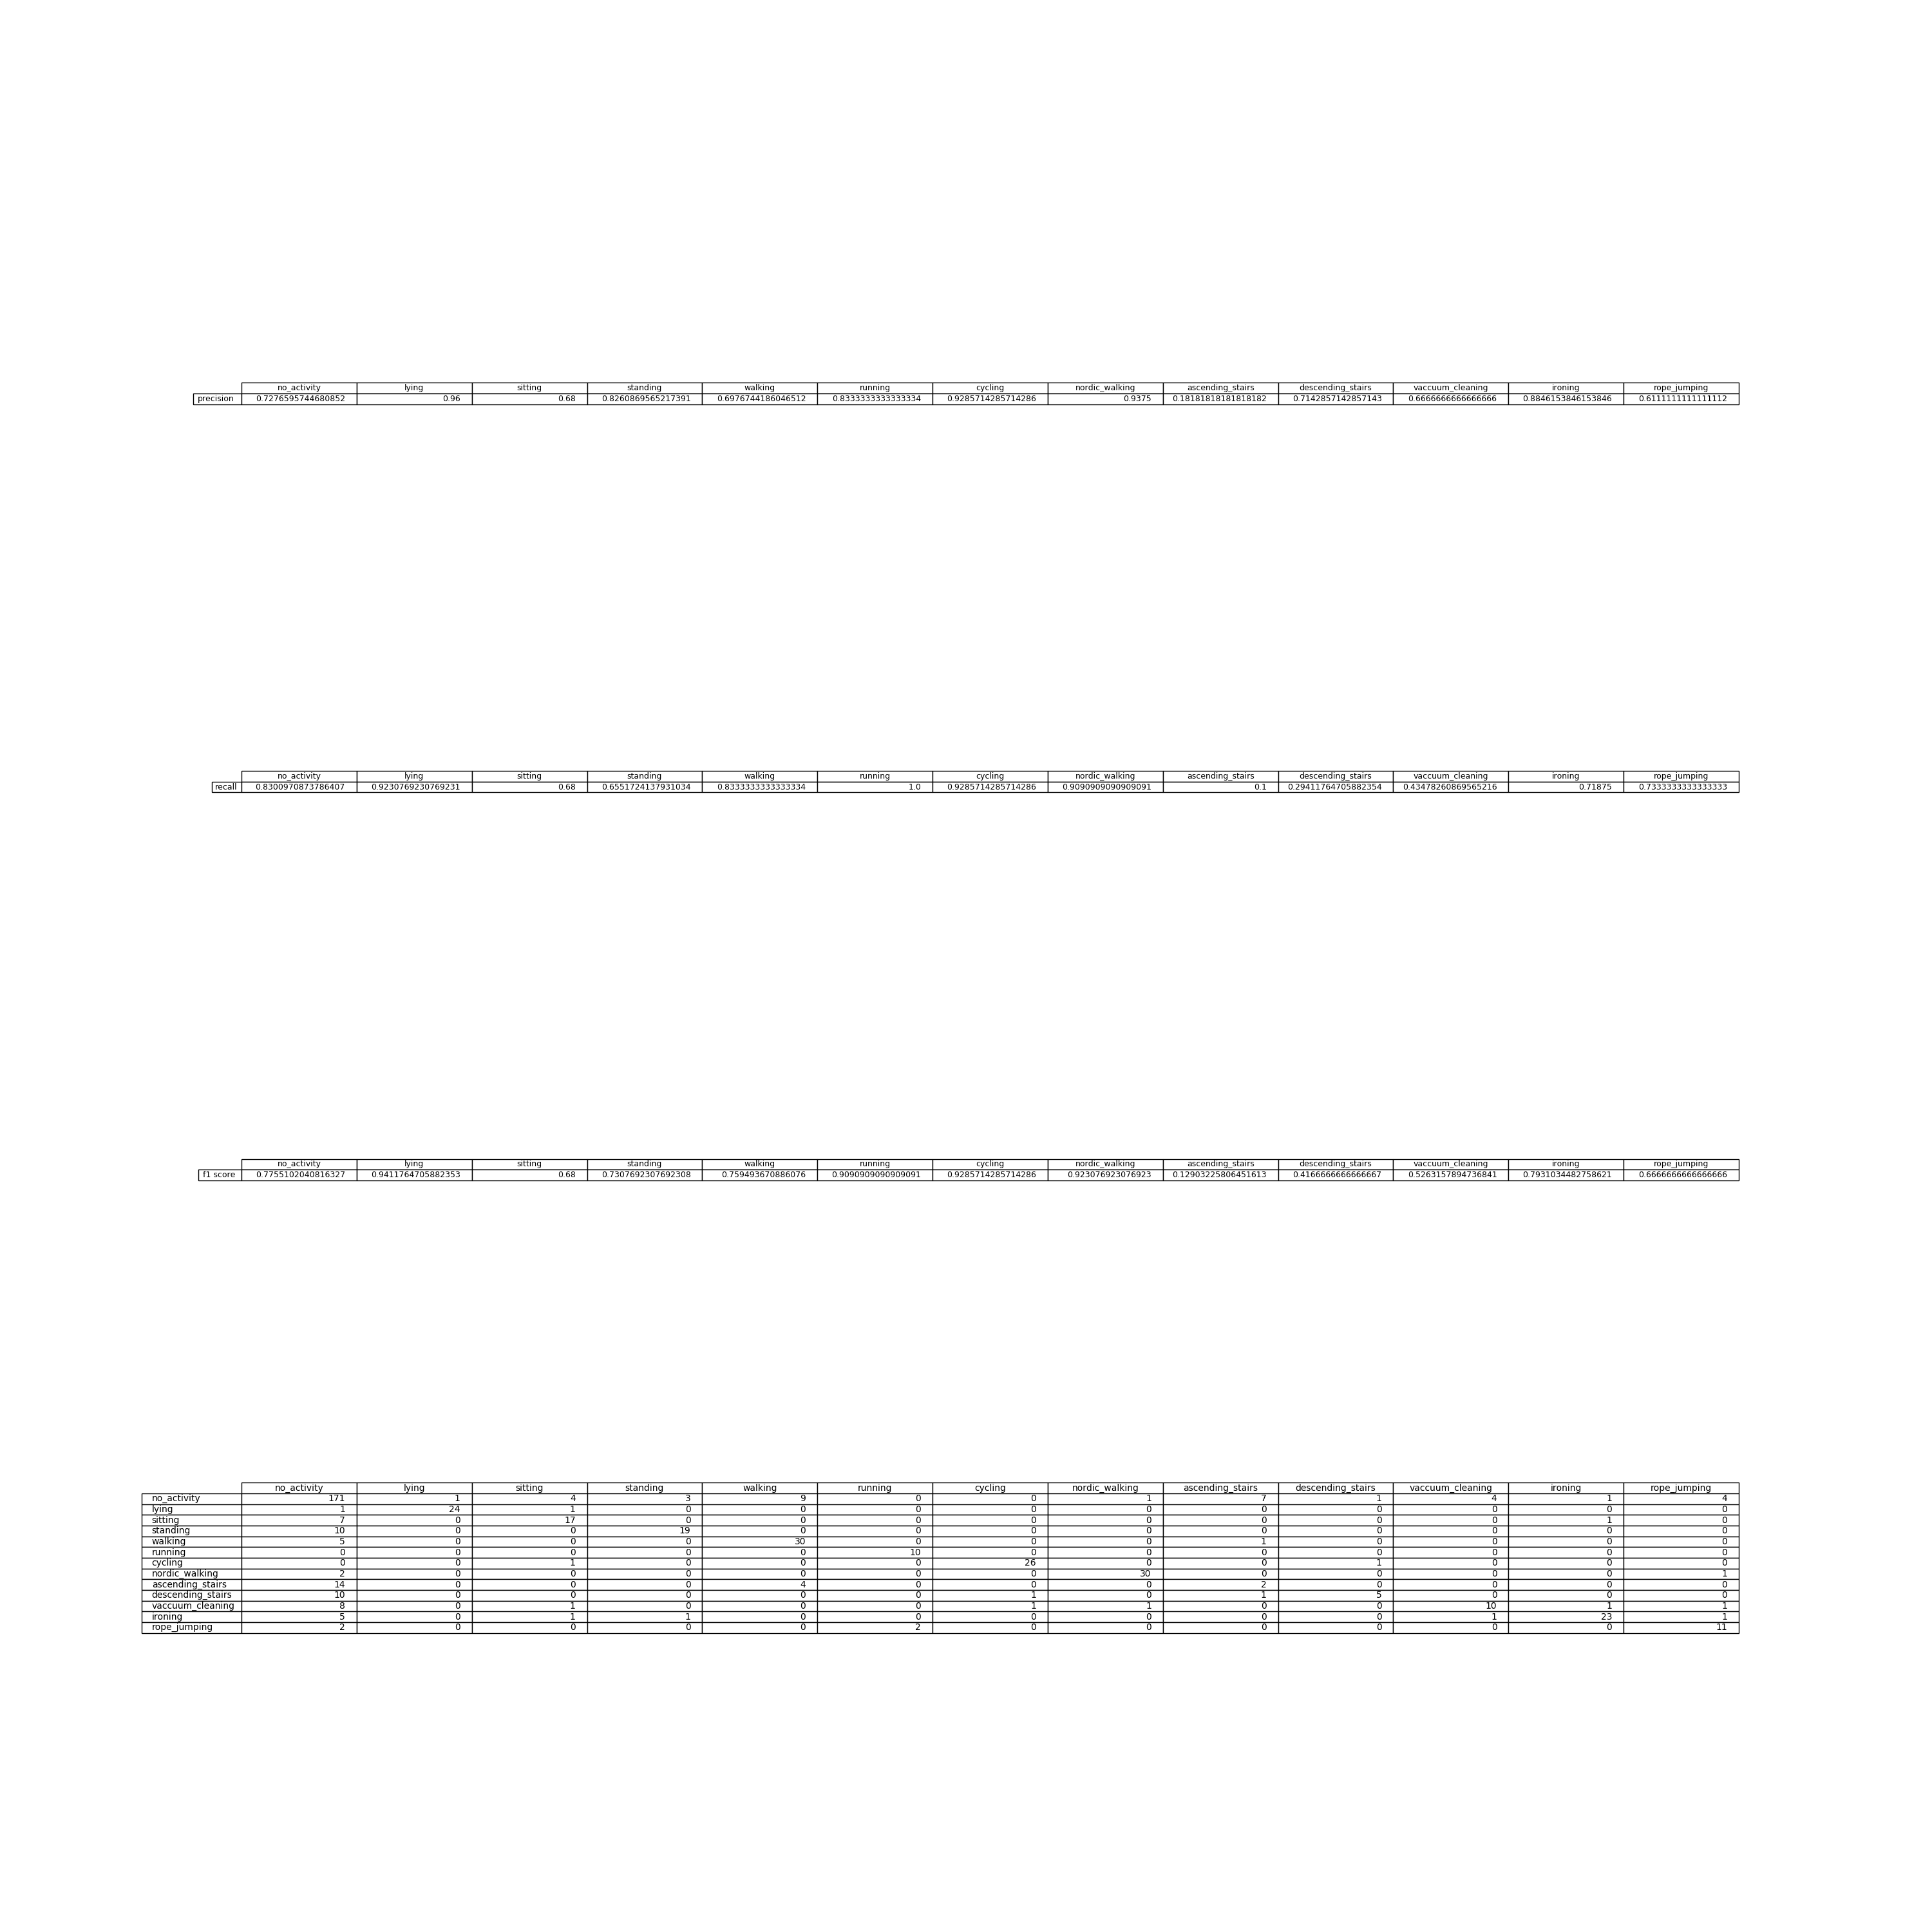 no_activity lying sitting standing walking running cycling nordic_walking ascending_stairs descending_stairs vaccuum_cleaning ironing rope_jumping
precision 0.7276595744680852 0.96 0.68 0.8260869565217391 0.6976744186046512 0.8333333333333334 0.9285714285714286 0.9375 0.18181818181818182 0.7142857142857143 0.6666666666666666 0.8846153846153846 0.6111111111111112
no_activity lying sitting standing walking running cycling nordic_walking ascending_stairs descending_stairs vaccuum_cleaning ironing rope_jumping
recall 0.8300970873786407 0.9230769230769231 0.68 0.6551724137931034 0.8333333333333334 1.0 0.9285714285714286 0.9090909090909091 0.1 0.29411764705882354 0.43478260869565216 0.71875 0.7333333333333333
no_activity lying sitting standing walking running cycling nordic_walking ascending_stairs descending_stairs vaccuum_cleaning ironing rope_jumping
f1 score 0.7755102040816327 0.9411764705882353 0.68 0.7307692307692308 0.759493670886076 0.9090909090909091 0.9285714285714286 0.923076923076923 0.12903225806451613 0.4166666666666667 0.5263157894736841 0.7931034482758621 0.6666666666666666
no_activity lying sitting standing walking running cycling nordic_walking ascending_stairs descending_stairs vaccuum_cleaning ironing rope_jumping
no_activity 171 1 4 3 9 0 0 1 7 1 4 1 4
lying 1 24 1 0 0 0 0 0 0 0 0 0 0
sitting 7 0 17 0 0 0 0 0 0 0 0 1 0
standing 10 0 0 19 0 0 0 0 0 0 0 0 0
walking 5 0 0 0 30 0 0 0 1 0 0 0 0
running 0 0 0 0 0 10 0 0 0 0 0 0 0
cycling 0 0 1 0 0 0 26 0 0 1 0 0 0
nordic_walking 2 0 0 0 0 0 0 30 0 0 0 0 1
ascending_stairs 14 0 0 0 4 0 0 0 2 0 0 0 0
descending_stairs 10 0 0 0 0 0 1 0 1 5 0 0 0
vaccuum_cleaning 8 0 1 0 0 0 1 1 0 0 10 1 1
ironing 5 0 1 1 0 0 0 0 0 0 1 23 1
rope_jumping 2 0 0 0 0 2 0 0 0 0 0 0 11